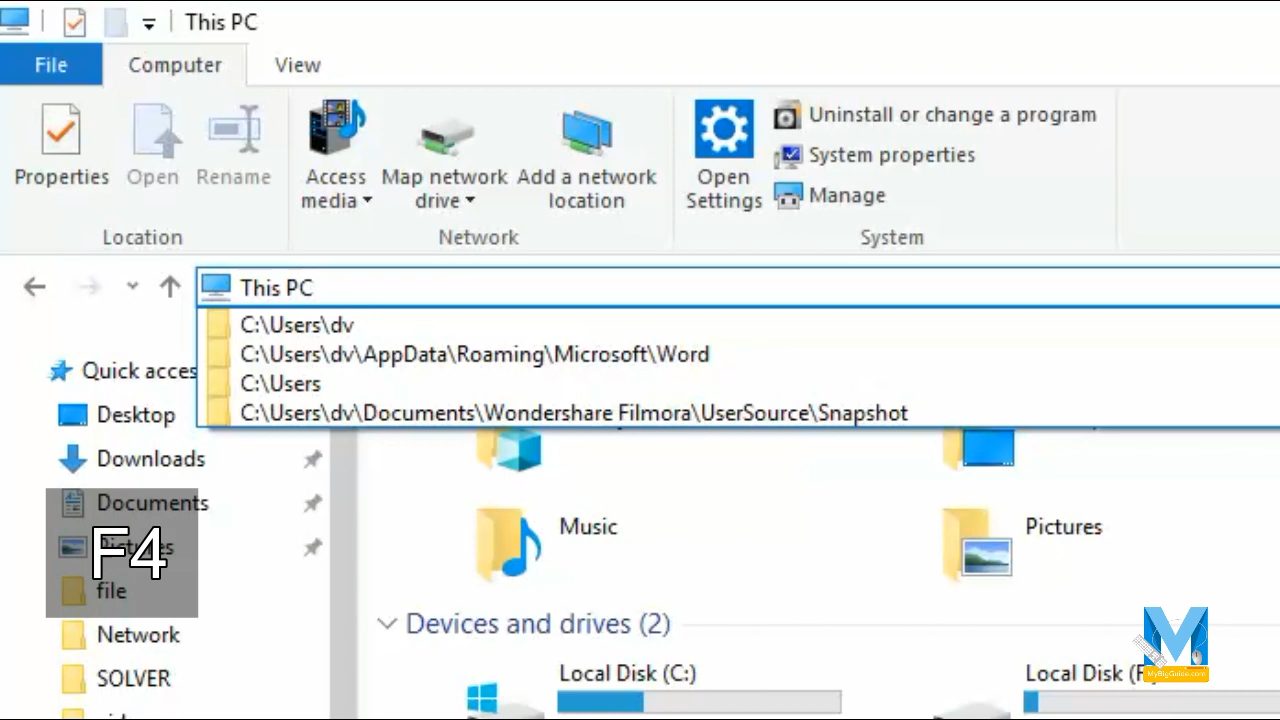 This PC
File Computer View
Uninstall or change a program
System properties
Manage
Properties Open Rename
Access media
Map network drive
Add a network location
Open Settings
Location Network System
This PC
C:\Users\dv
C:\Users\dv\AppData\Roaming\Microsoft\Word
C:\Users
C:\Users\dv\Documents\Wondershare Filmora\UserSource\Snapshot
Quick acces
Desktop
Downloads
Documents
Pictures
F4
file
Network
SOLVER
Music
Pictures
Devices and drives (2)
Local Disk (C:)
Local Disk (F
M
MyBigGuide.com